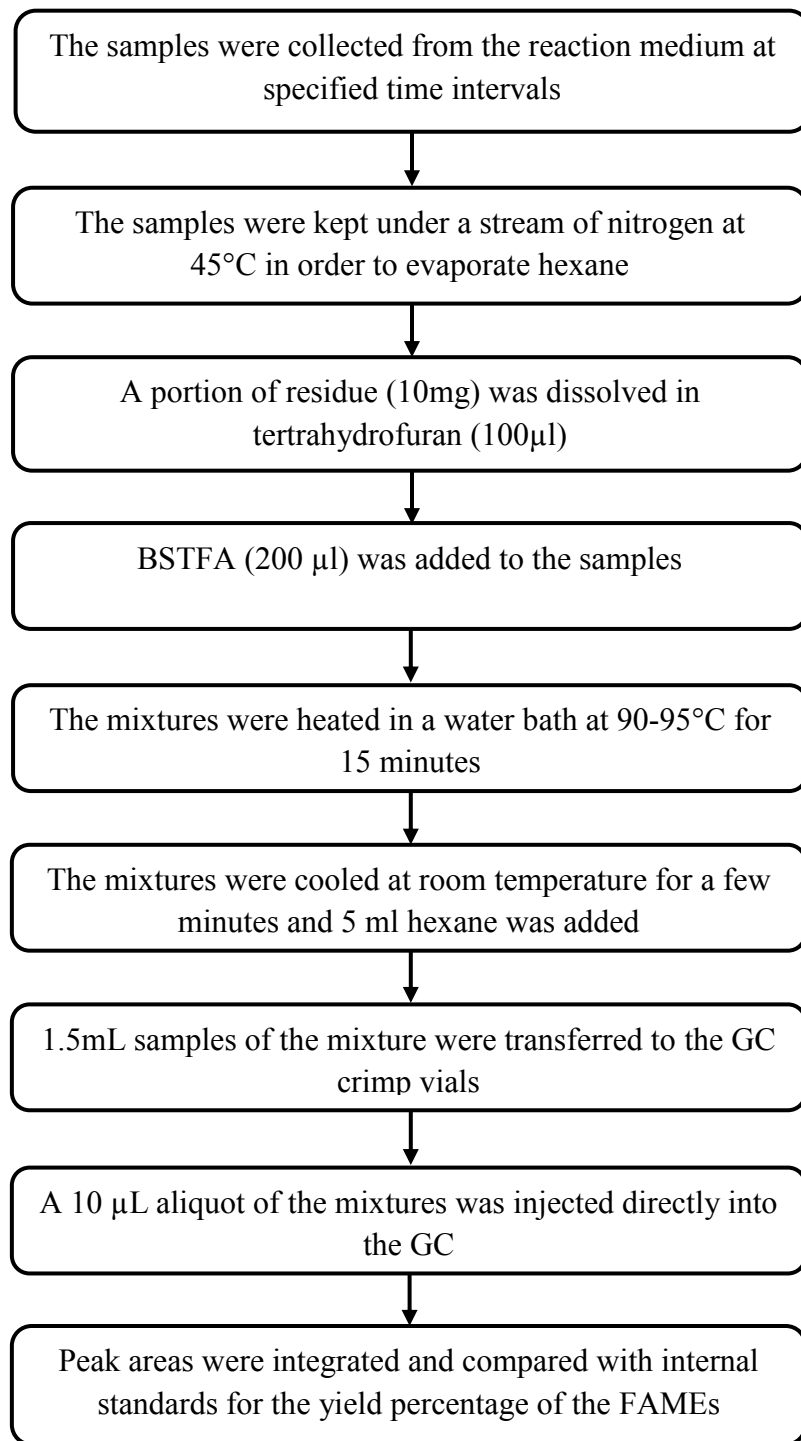 The samples were collected from the reaction medium at
specified time intervals
The samples were kept under a stream of nitrogen at
45°C in order to evaporate hexane
A portion of residue (10mg) was dissolved in
tertrahydrofuran (100µl)
BSTFA (200 µl) was added to the samples
The mixtures were heated in a water bath at 90-95°C for
15 minutes
The mixtures were cooled at room temperature for a few
minutes and 5 ml hexane was added
1.5mL samples of the mixture were transferred to the GC
crimp vials
A 10 µL aliquot of the mixtures was injected directly into
the GC
Peak areas were integrated and compared with internal
standards for the yield percentage of the FAMEs